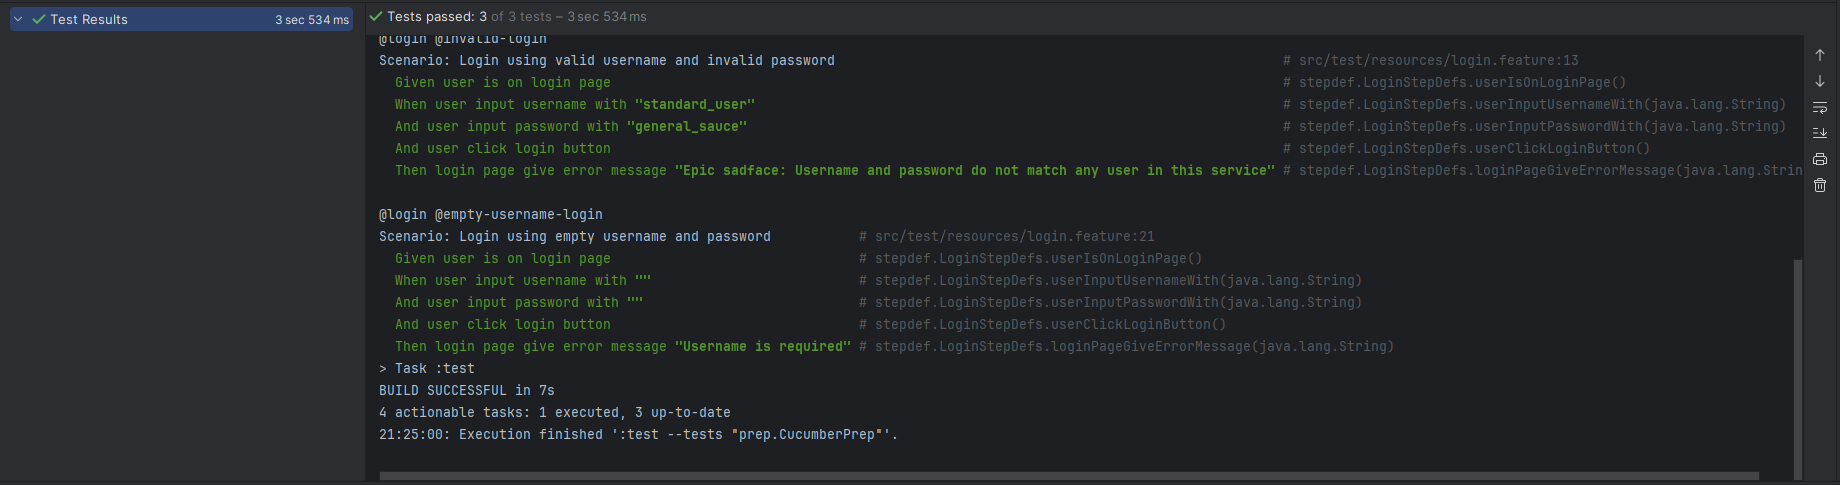 Test Results 3 sec 534 ms
Tests passed: 3 of 3 tests – 3 sec 534 ms
@login @invalid-login
Scenario: Login using valid username and invalid password # src/test/resources/login.feature:13
Given user is on login page # stepdef.LoginStepDefs.userIsOnLoginPage()
When user input username with "standard_user" # stepdef.LoginStepDefs.userInputUsernameWith(java.lang.String)
And user input password with "general_sauce" # stepdef.LoginStepDefs.userInputPasswordWith(java.lang.String)
And user click login button # stepdef.LoginStepDefs.userClickLoginButton()
Then login page give error message "Epic sadface: Username and password do not match any user in this service" # stepdef.LoginStepDefs.loginPageGiveErrorMessage(java.lang.Strin
@login @empty-username-login
Scenario: Login using empty username and password # src/test/resources/login.feature:21
Given user is on login page # stepdef.LoginStepDefs.userIsOnLoginPage()
When user input username with "" # stepdef.LoginStepDefs.userInputUsernameWith(java.lang.String)
And user input password with "" # stepdef.LoginStepDefs.userInputPasswordWith(java.lang.String)
And user click login button # stepdef.LoginStepDefs.userClickLoginButton()
Then login page give error message "Username is required" # stepdef.LoginStepDefs.loginPageGiveErrorMessage(java.lang.String)
> Task :test
BUILD SUCCESSFUL in 7s
4 actionable tasks: 1 executed, 3 up-to-date
21:25:00: Execution finished ':test --tests "prep.CucumberPrep"'.